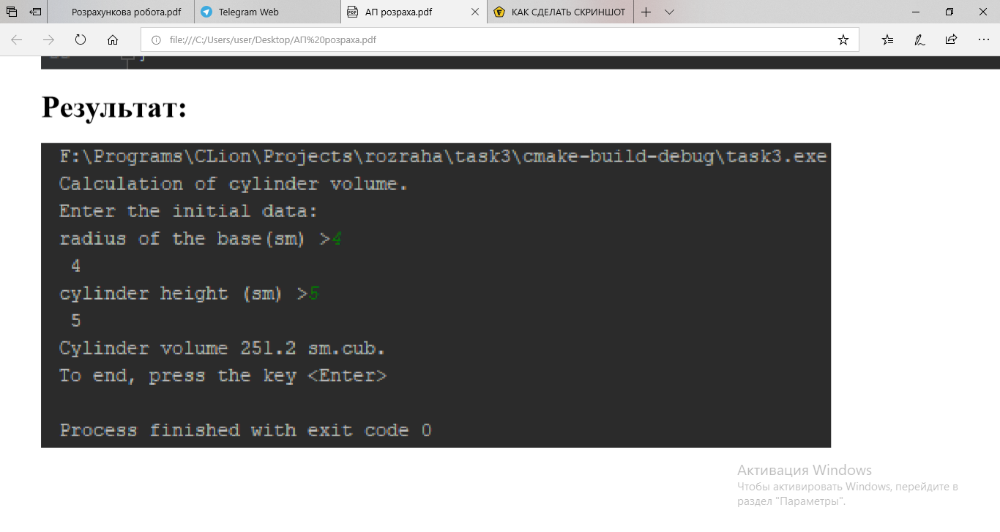 Розрахункова робота.pdf
Telegram Web
АП розраха.pdf
КАК СДЕЛАТЬ СКРИНШОТ
file:///C:/Users/user/Desktop/АП%20розраха.pdf
Результат:
F:\Programs\CLion\Projects\rozraha\task3\cmake-build-debug\task3.exe
Calculation of cylinder volume.
Enter the initial data:
radius of the base(sm) >4
4
cylinder height (sm) >5
5
Cylinder volume 251.2 sm.cub.
To end, press the key <Enter>
Process finished with exit code 0
Активация Windows
Чтобы активировать Windows, перейдите в
раздел "Параметры".